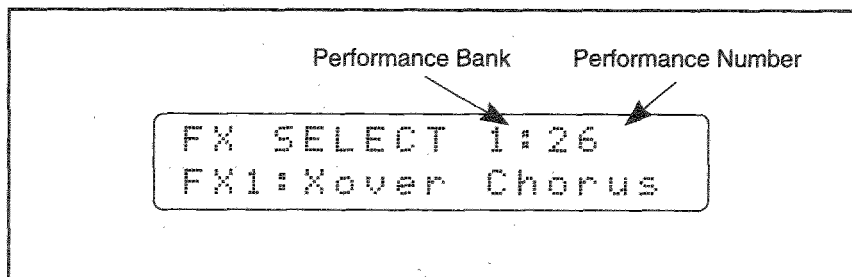 Performance Bank Performance Number
FX SELECT 1:26
FX1:Xover Chorus